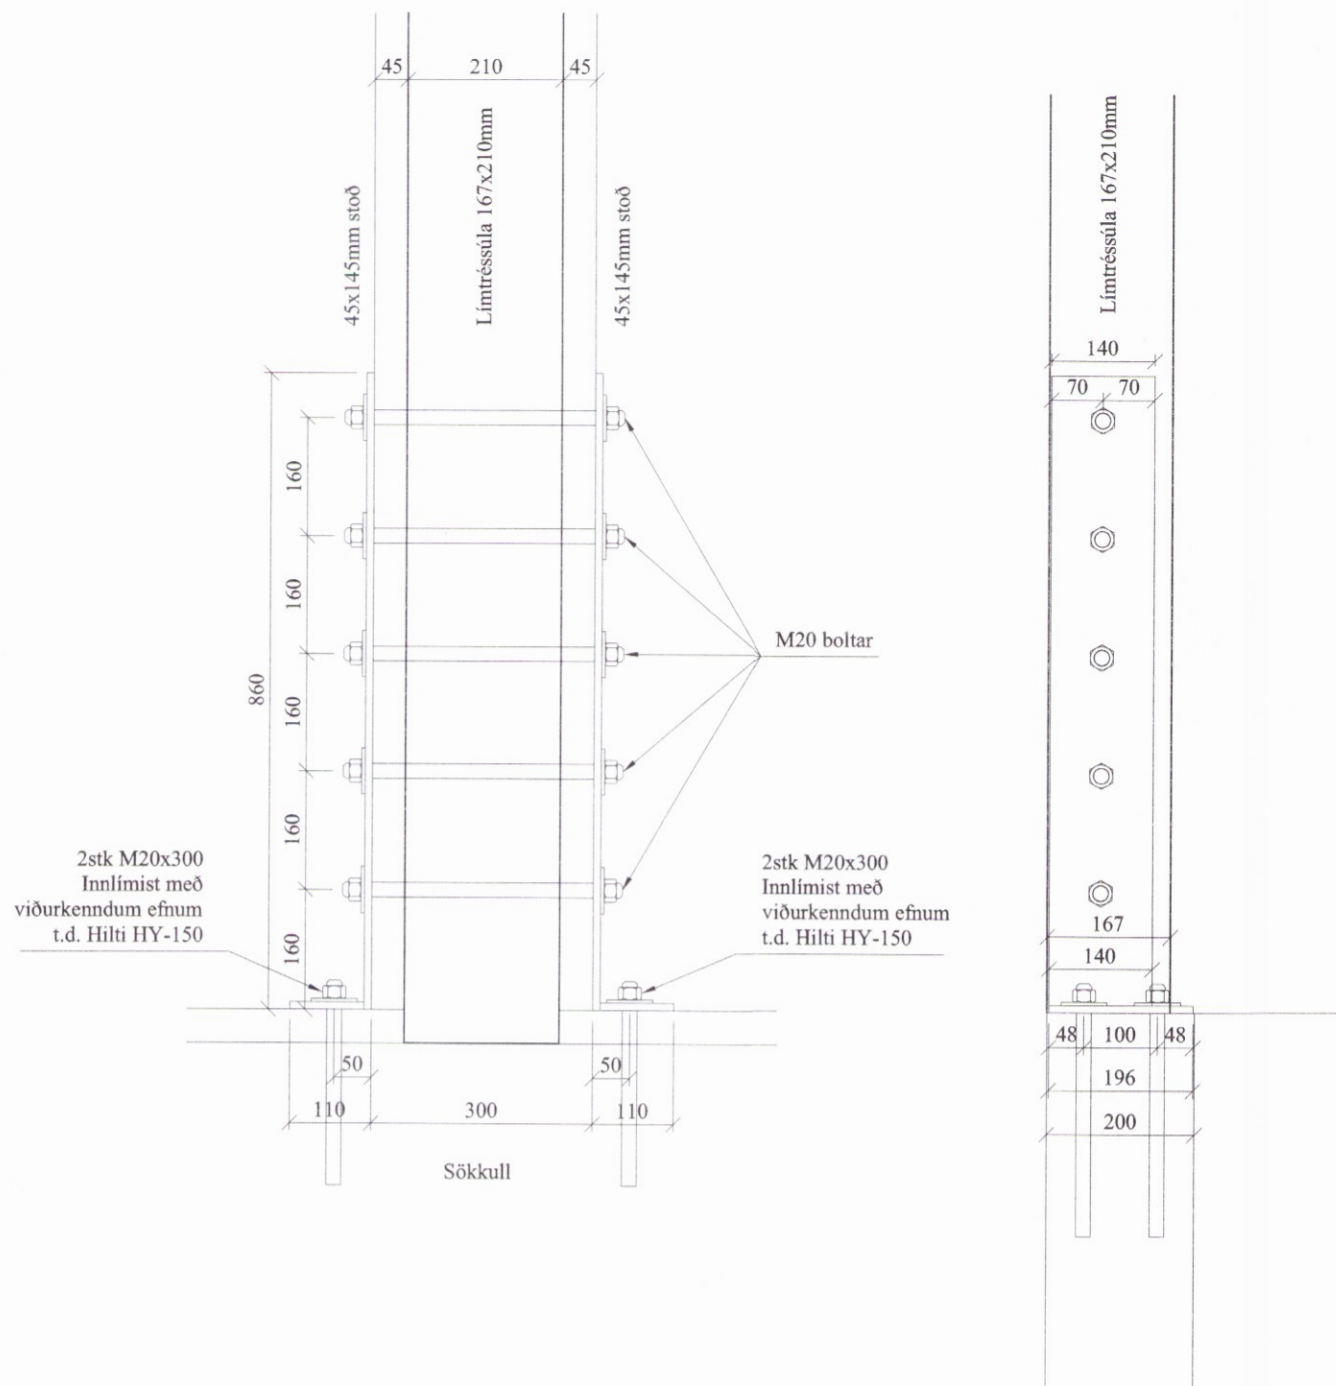 45
210
45
Límtréssúla 167x210mm
45x145mm stoð
45x145mm stoð
860
160
160
160
160
160
M20 boltar
2stk M20x300
Innlímist með
viðurkenndum efnum
t.d. Hilti HY-150
2stk M20x300
Innlímist með
viðurkenndum efnum
t.d. Hilti HY-150
50
50
110
300
110
Sökkull
Límtréssúla 167x210mm
140
70
70
167
140
48
100
48
196
200